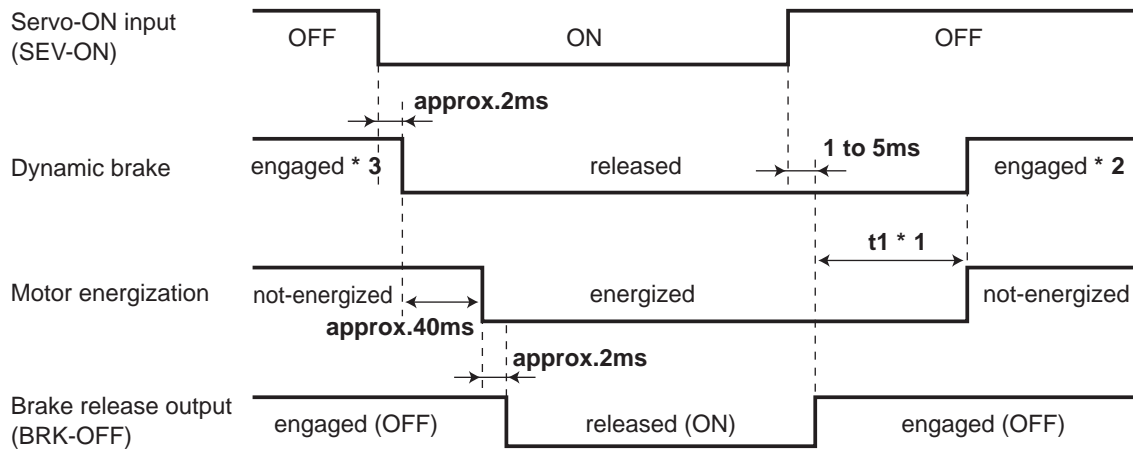 Servo-ON input
(SEV-ON)
OFF
ON
OFF
approx.2ms
1 to 5ms
Dynamic brake
engaged * 3
released
engaged * 2
t1 * 1
Motor energization
not-energized
energized
not-energized
approx.40ms
approx.2ms
Brake release output
(BRK-OFF)
engaged (OFF)
released (ON)
engaged (OFF)